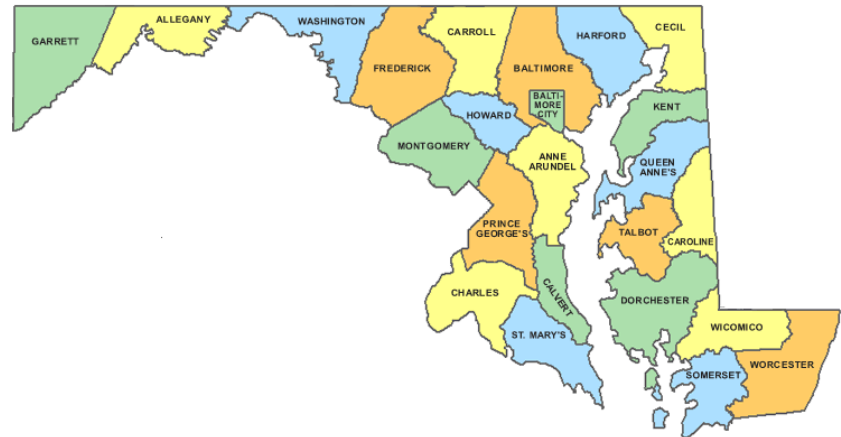 GARRETT
ALLEGANY
WASHINGTON
FREDERICK
CARROLL
BALTIMORE
BALTI-
MORE
CITY
HARFORD
CECIL
KENT
HOWARD
MONTGOMERY
ANNE
ARUNDEL
QUEEN
ANNE'S
PRINCE
GEORGE'S
TALBOT
CAROLINE
CHARLES
CALVERT
DORCHESTER
ST. MARY'S
WICOMICO
SOMERSET
WORCESTER